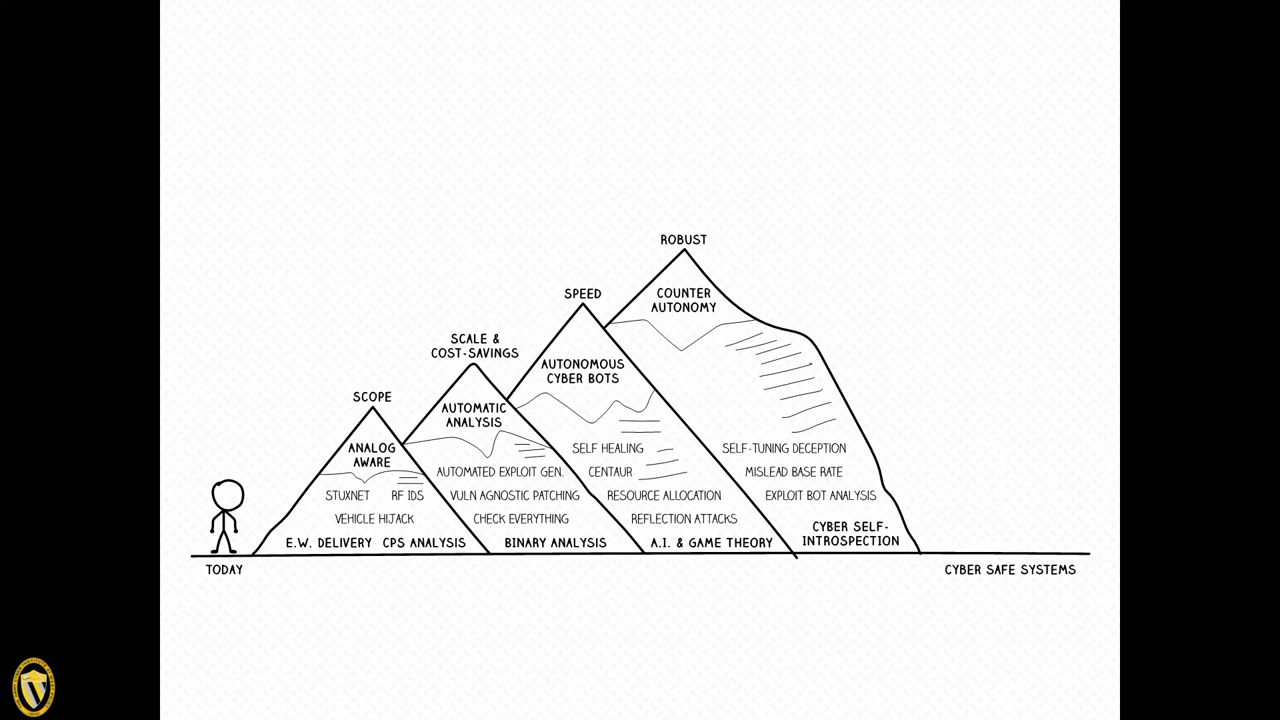 ROBUST
COUNTER
AUTONOMY
SPEED
AUTONOMOUS
CYBER BOTS
SCALE &
COST-SAVINGS
AUTOMATIC
ANALYSIS
SCOPE
ANALOG
AWARE
STUXNET RF IDS
VEHICLE HIJACK
E.W. DELIVERY CPS ANALYSIS
AUTOMATED EXPLOIT GEN.
VULN AGNOSTIC PATCHING
CHECK EVERYTHING
BINARY ANALYSIS
SELF HEALING
CENTAUR
RESOURCE ALLOCATION
REFLECTION ATTACKS
A.I. & GAME THEORY
SELF-TUNING DECEPTION
MISLEAD BASE RATE
EXPLOIT BOT ANALYSIS
CYBER SELF-
INTROSPECTION
TODAY
CYBER SAFE SYSTEMS